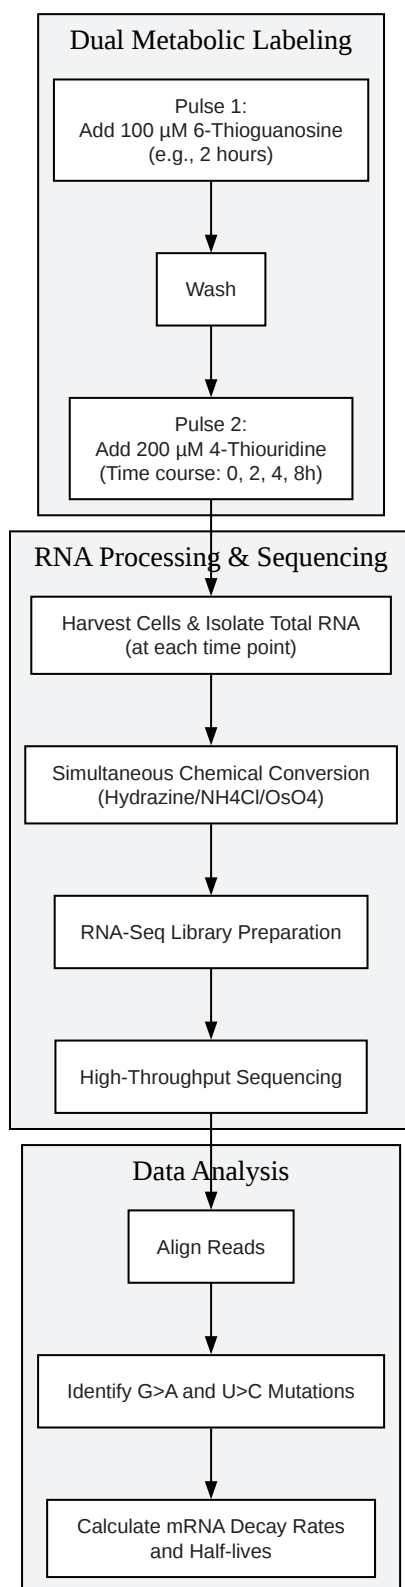 Dual Metabolic Labeling
Pulse 1:
Add 100 µM 6-Thioguanosine
(e.g., 2 hours)
Wash
Pulse 2:
Add 200 µM 4-Thiouridine
(Time course: 0, 2, 4, 8h)
RNA Processing & Sequencing
Harvest Cells & Isolate Total RNA
(at each time point)
Simultaneous Chemical Conversion
(Hydrazine/NH4Cl/OsO4)
RNA-Seq Library Preparation
High-Throughput Sequencing
Data Analysis
Align Reads
Identify G>A and U>C Mutations
Calculate mRNA Decay Rates
and Half-lives